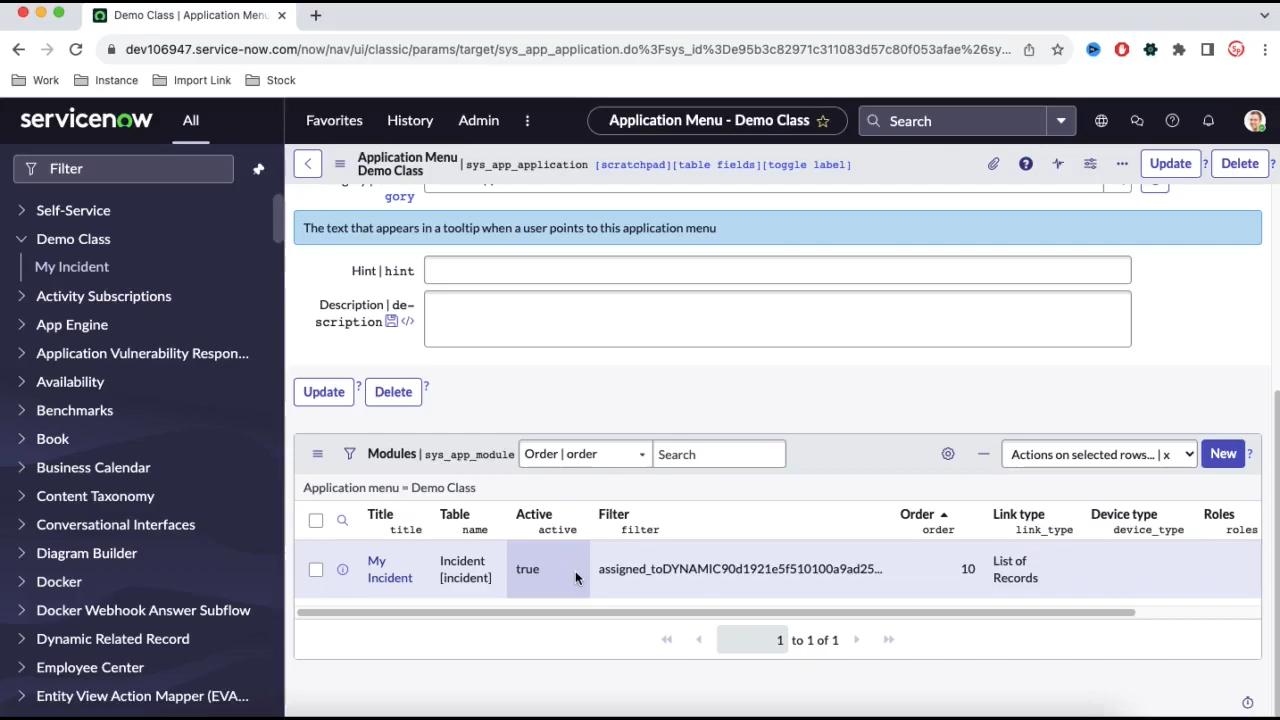 Demo Class | Application Menu
dev106947.service-now.com/now/nav/ui/classic/params/target/sys_app_application.do%3Fsys_id%3De95b3c82971c311083d57c80f053afae%26sy...
Work Instance Import Link Stock
servicenow All Favorites History Admin Application Menu - Demo Class Search
Filter
Self-Service
Demo Class
My Incident
Activity Subscriptions
App Engine
Application Vulnerability Respon...
Availability
Benchmarks
Book
Business Calendar
Content Taxonomy
Conversational Interfaces
Diagram Builder
Docker
Docker Webhook Answer Subflow
Dynamic Related Record
Employee Center
Entity View Action Mapper (EVA...
Application Menu
Demo Class
| sys_app_application [scratchpad][table fields][toggle label]
Update ? Delete ?
gory
The text that appears in a tooltip when a user points to this application menu
Hint | hint
Description | de-
scription </>
Update ? Delete ?
Modules | sys_app_module Order | order Search Actions on selected rows... | x New ?
Application menu = Demo Class
Title Table Active Filter Order Link type Device type Roles
title name active filter order link_type device_type roles
My Incident true assigned_toDYNAMIC90d1921e5f510100a9ad25... 10 List of
Incident [incident] Records
1 to 1 of 1